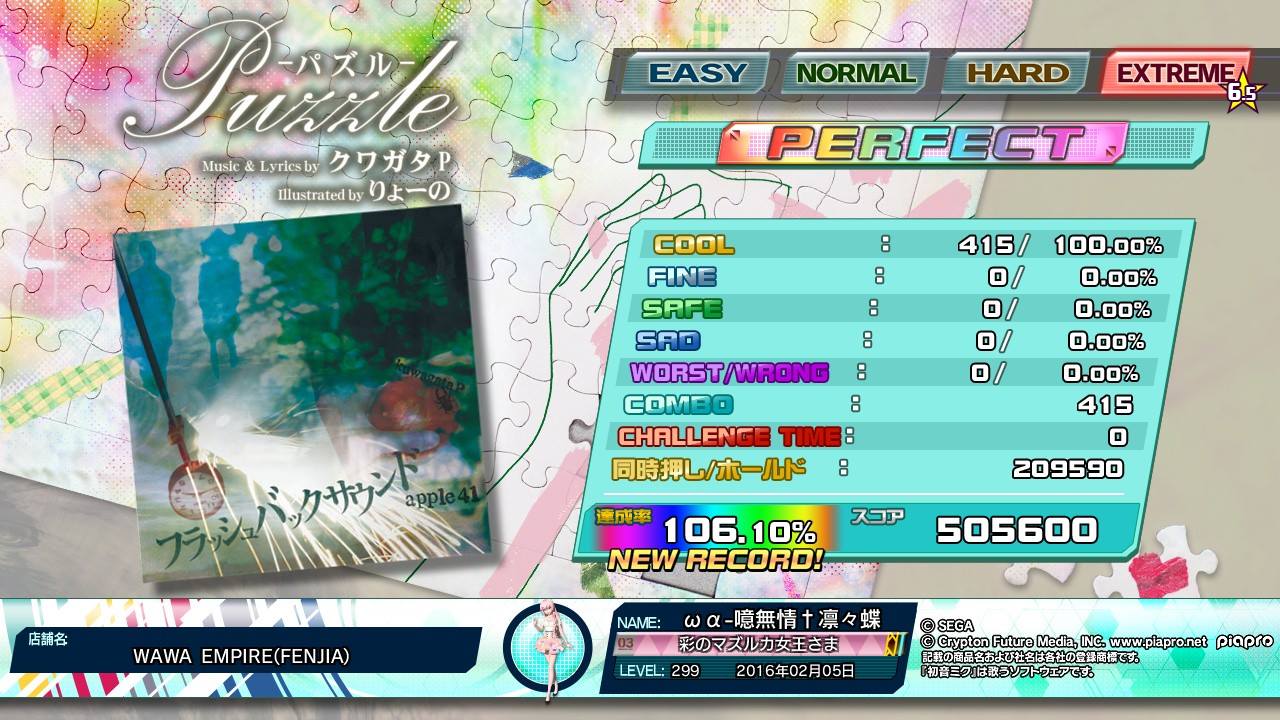 Puzzle
-パズル-
Music & Lyrics by クワガタP
Illustrated by りょーの
kuwagata P
フラッシュバックサウンド
apple41
EASY NORMAL HARD EXTREME 6.5
PERFECT
COOL : 415/ 100.00%
FINE : 0/ 0.00%
SAFE : 0/ 0.00%
SAD : 0/ 0.00%
WORST/WRONG : 0/ 0.00%
COMBO : 415
CHALLENGE TIME : 0
同時押し/ホールド : 209590
達成率 106.10% スコア 505600
NEW RECORD!
店舗名
WAWA EMPIRE(FENJIA)
NAME: ωα-噫無情†凛々蝶
03 彩のマズルカ女王さま
LEVEL: 299 2016年02月05日
© SEGA
© Crypton Future Media, INC. www.piapro.net piapro
記載の商品名および社名は各社の登録商標です。
『初音ミク』は歌うソフトウェアです。